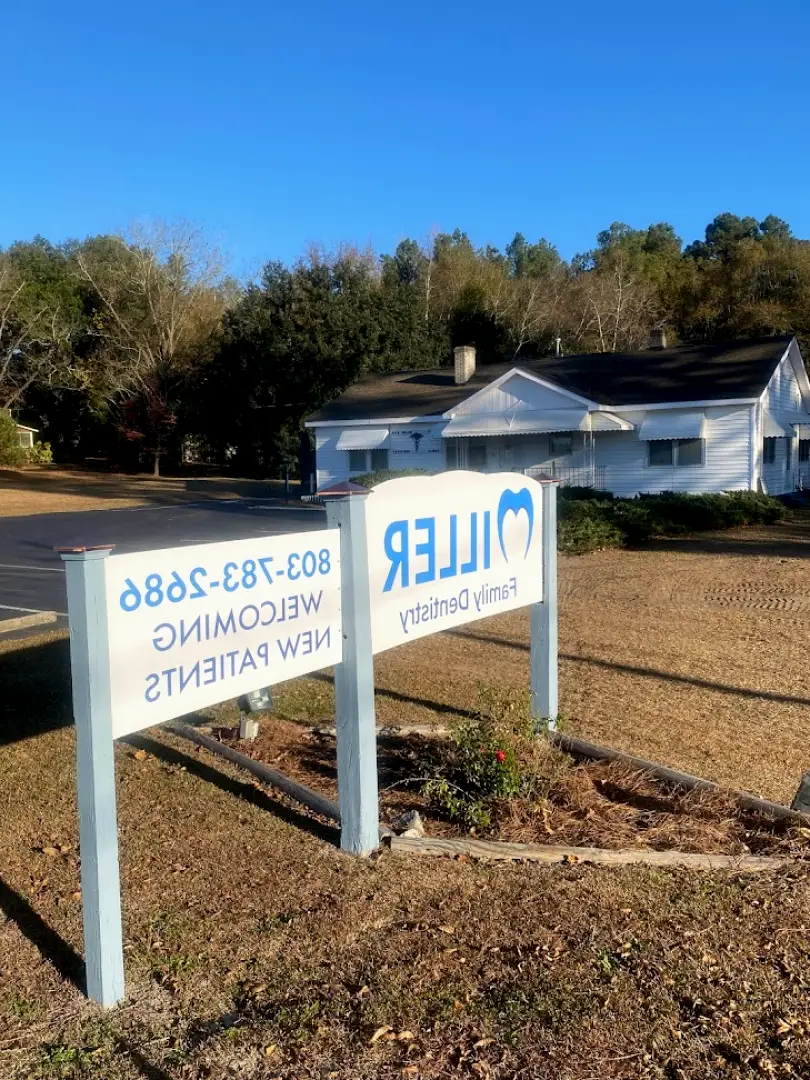 MILLER
Family Dentistry
803-783-2686
WELCOMING
NEW PATIENTS